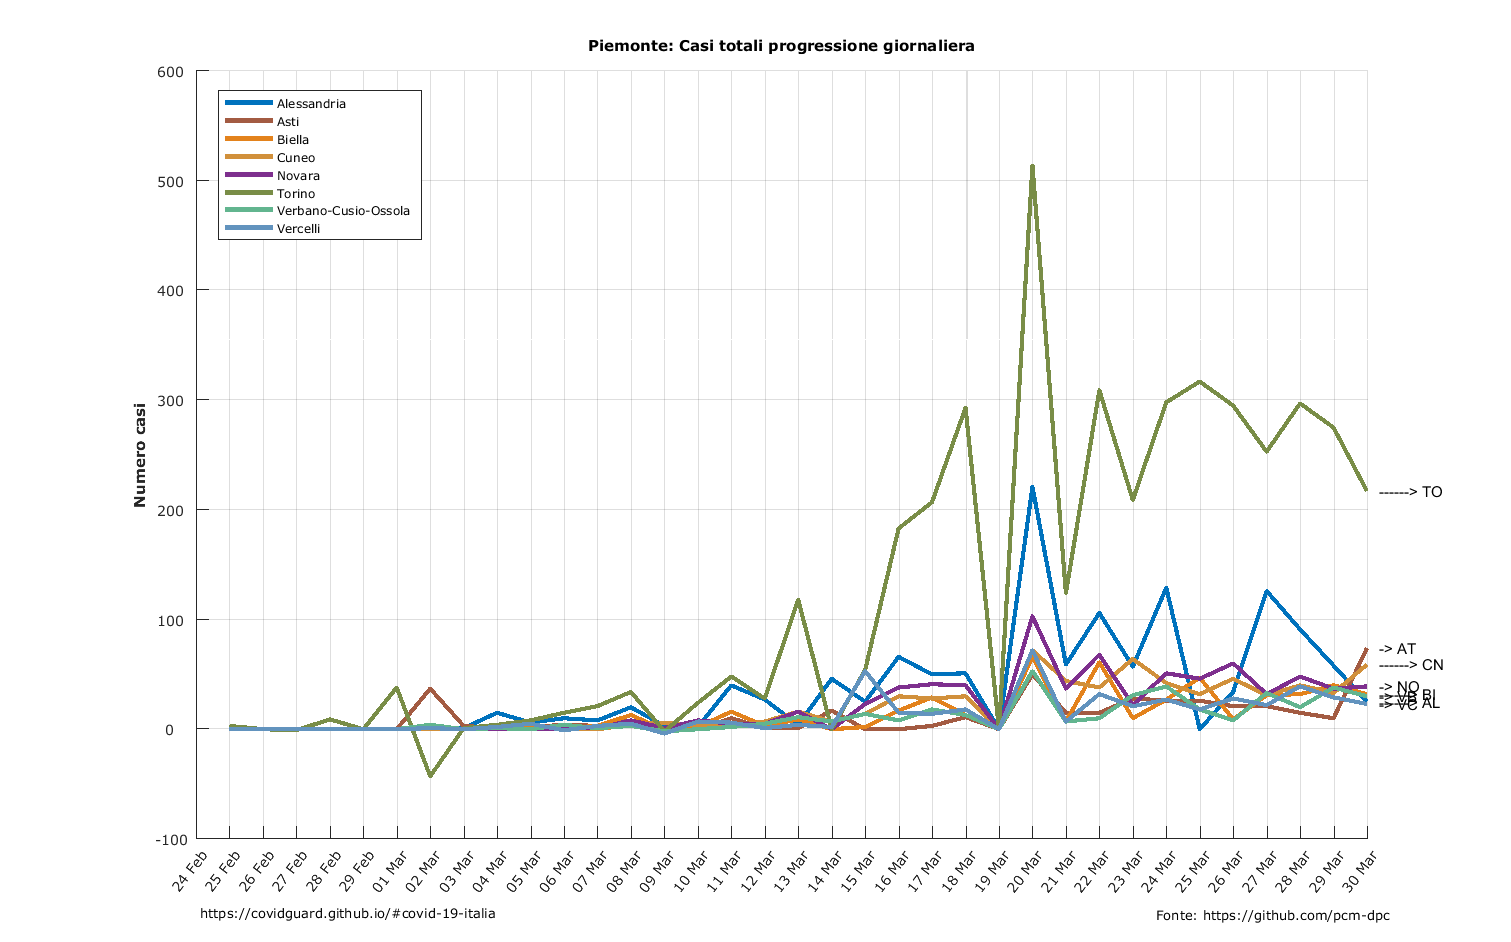 Piemonte: Casi totali progressione giornaliera
600
500
400
300
200
100
0
-100
Numero casi
Alessandria
Asti
Biella
Cuneo
Novara
Torino
Verbano-Cusio-Ossola
Vercelli
------> TO
-> AT
------> CN
-> NO
BI
-> VB
AL
-> VC
24 Feb
25 Feb
26 Feb
27 Feb
28 Feb
29 Feb
01 Mar
02 Mar
03 Mar
04 Mar
05 Mar
06 Mar
07 Mar
08 Mar
09 Mar
10 Mar
11 Mar
12 Mar
13 Mar
14 Mar
15 Mar
16 Mar
17 Mar
18 Mar
19 Mar
20 Mar
21 Mar
22 Mar
23 Mar
24 Mar
25 Mar
26 Mar
27 Mar
28 Mar
29 Mar
30 Mar
https://covidguard.github.io/#covid-19-italia
Fonte: https://github.com/pcm-dpc